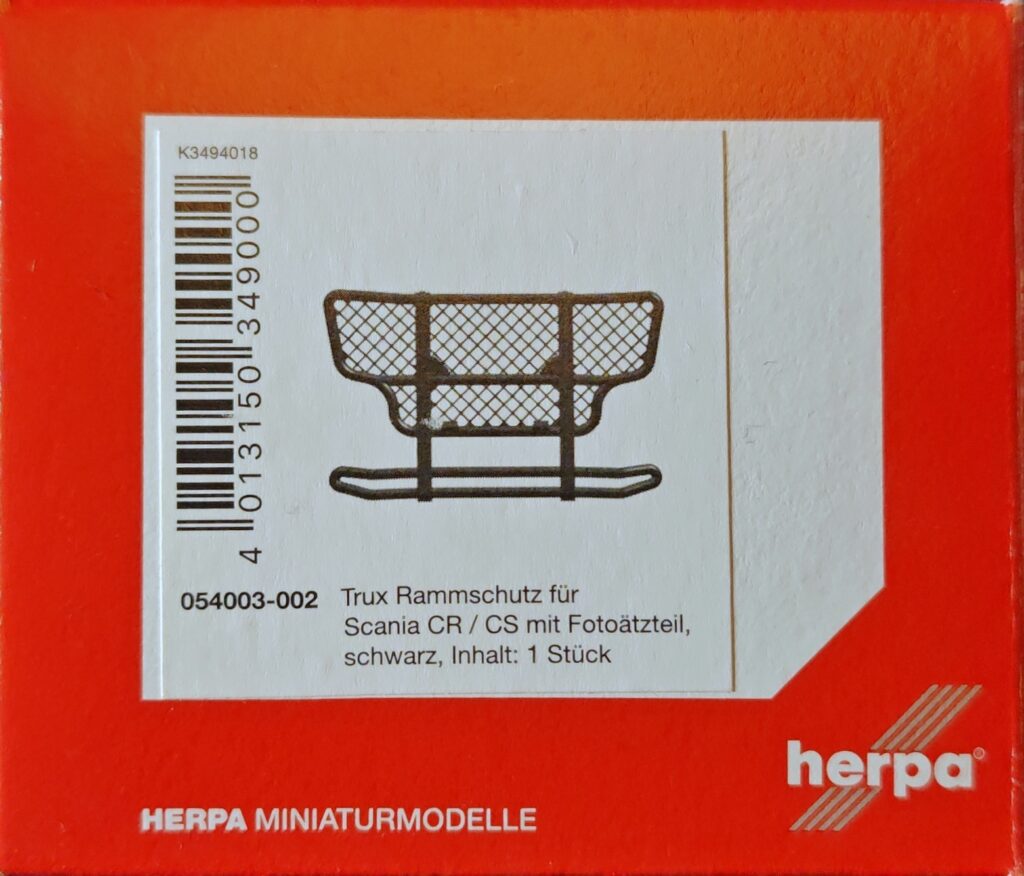 K3494018
4 013150 349000
054003-002
Trux Rammschutz für
Scania CR / CS mit Fotoätzteil,
schwarz, Inhalt: 1 Stück
herpa®
HERPA MINIATURMODELLE